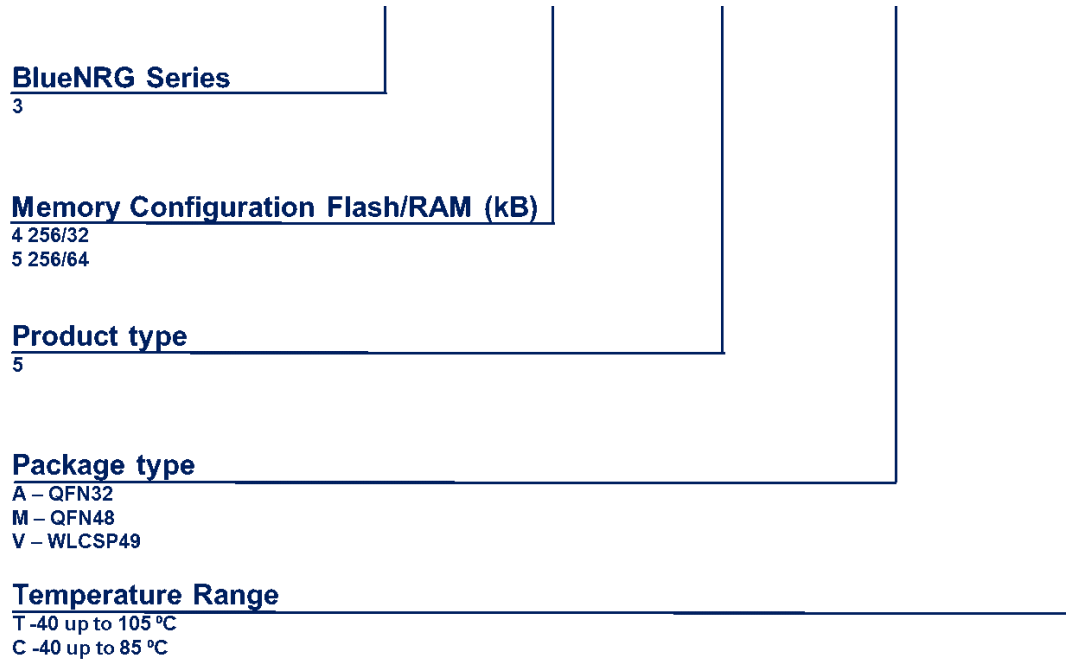 BlueNRG Series
3
Memory Configuration Flash/RAM (kB)
4 256/32
5 256/64
Product type
5
Package type
A – QFN32
M – QFN48
V – WLCSP49
Temperature Range
T -40 up to 105 ºC
C -40 up to 85 ºC